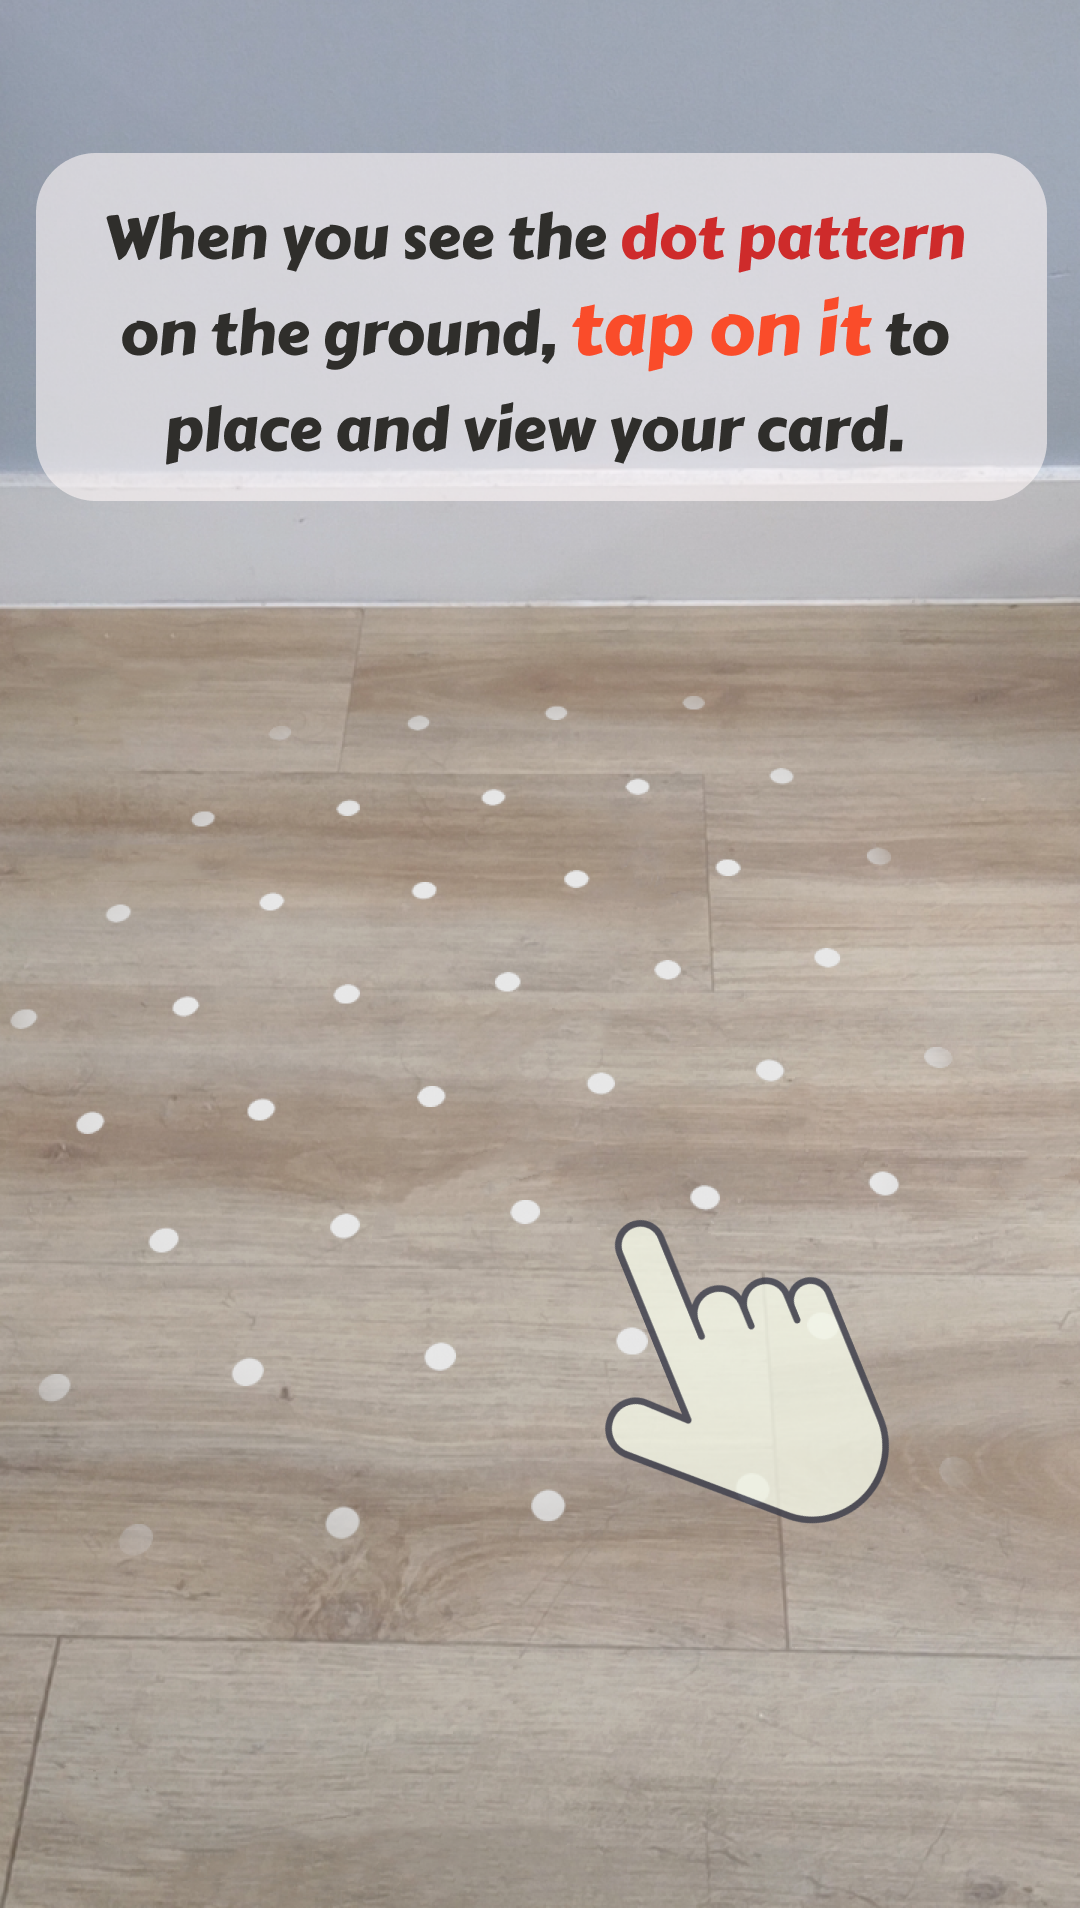 When you see the dot pattern
on the ground, tap on it to
place and view your card.